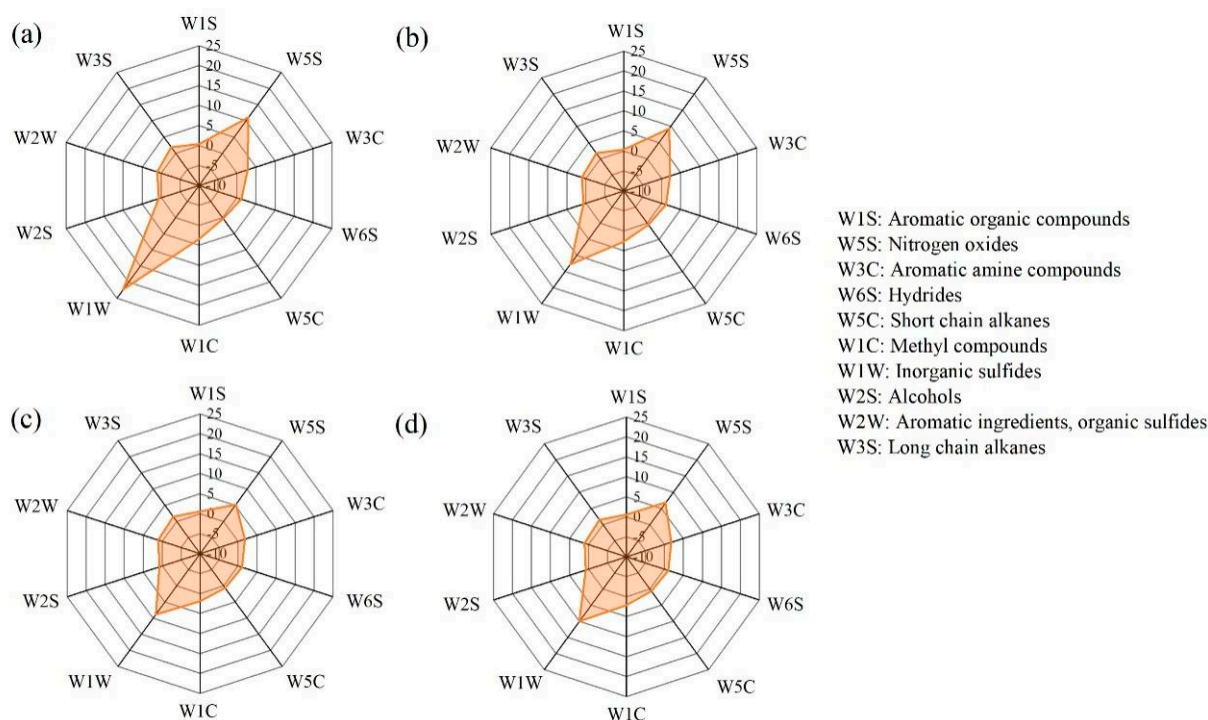 (a)
W1S
25
20
15
10
5
0
-5
-10
W5S
W3C
W6S
W5C
W1C
W1W
W2S
W2W
W3S
(b)
W1S
25
20
15
10
5
0
-5
-10
W5S
W3C
W6S
W5C
W1C
W1W
W2S
W2W
W3S
W1S: Aromatic organic compounds
W5S: Nitrogen oxides
W3C: Aromatic amine compounds
W6S: Hydrides
W5C: Short chain alkanes
W1C: Methyl compounds
W1W: Inorganic sulfides
W2S: Alcohols
W2W: Aromatic ingredients, organic sulfides
W3S: Long chain alkanes
(c)
W1S
25
20
15
10
5
0
-5
-10
W5S
W3C
W6S
W5C
W1C
W1W
W2S
W2W
W3S
(d)
W1S
25
20
15
10
5
0
-5
-10
W5S
W3C
W6S
W5C
W1C
W1W
W2S
W2W
W3S